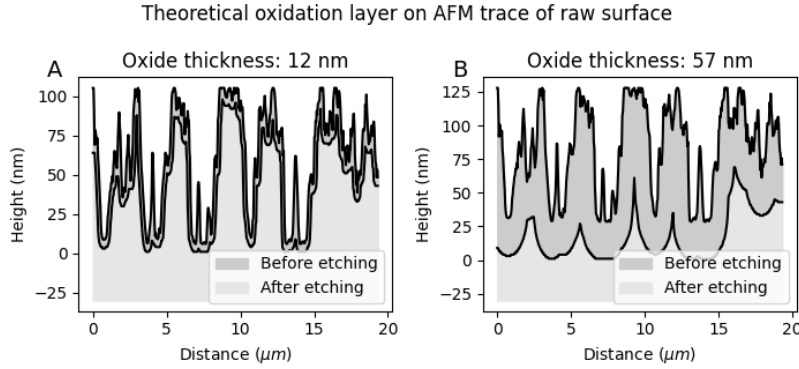 Theoretical oxidation layer on AFM trace of raw surface
A
Oxide thickness: 12 nm
Height (nm)
100
75
50
25
0
−25
0
5
10
15
20
Distance (μm)
Before etching
After etching
B
Oxide thickness: 57 nm
Height (nm)
125
100
75
50
25
0
−25
0
5
10
15
20
Distance (μm)
Before etching
After etching